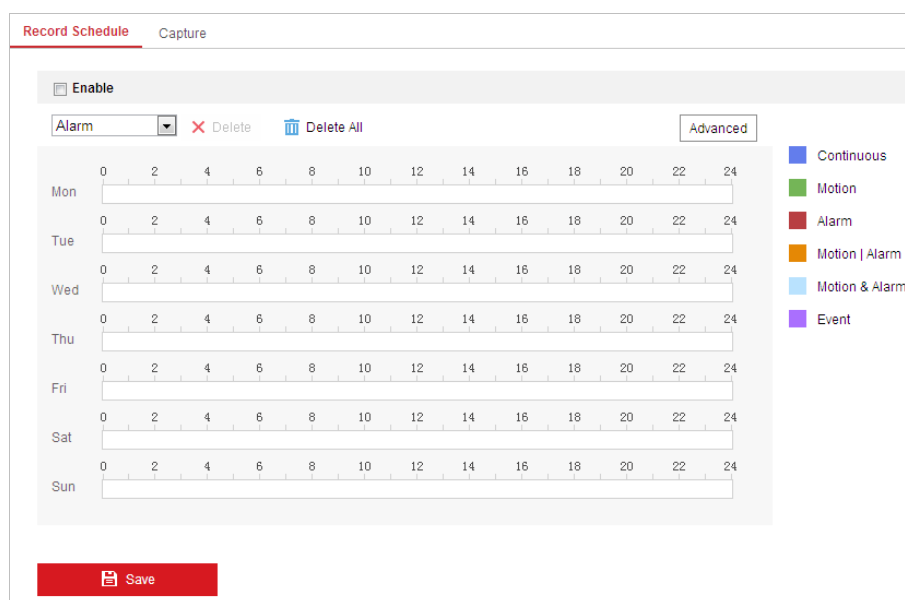 Record Schedule Capture
Enable
Alarm Delete Delete All Advanced
0 2 4 6 8 10 12 14 16 18 20 22 24
Mon
0 2 4 6 8 10 12 14 16 18 20 22 24
Tue
0 2 4 6 8 10 12 14 16 18 20 22 24
Wed
0 2 4 6 8 10 12 14 16 18 20 22 24
Thu
0 2 4 6 8 10 12 14 16 18 20 22 24
Fri
0 2 4 6 8 10 12 14 16 18 20 22 24
Sat
0 2 4 6 8 10 12 14 16 18 20 22 24
Sun
Continuous
Motion
Alarm
Motion | Alarm
Motion & Alarm
Event
Save